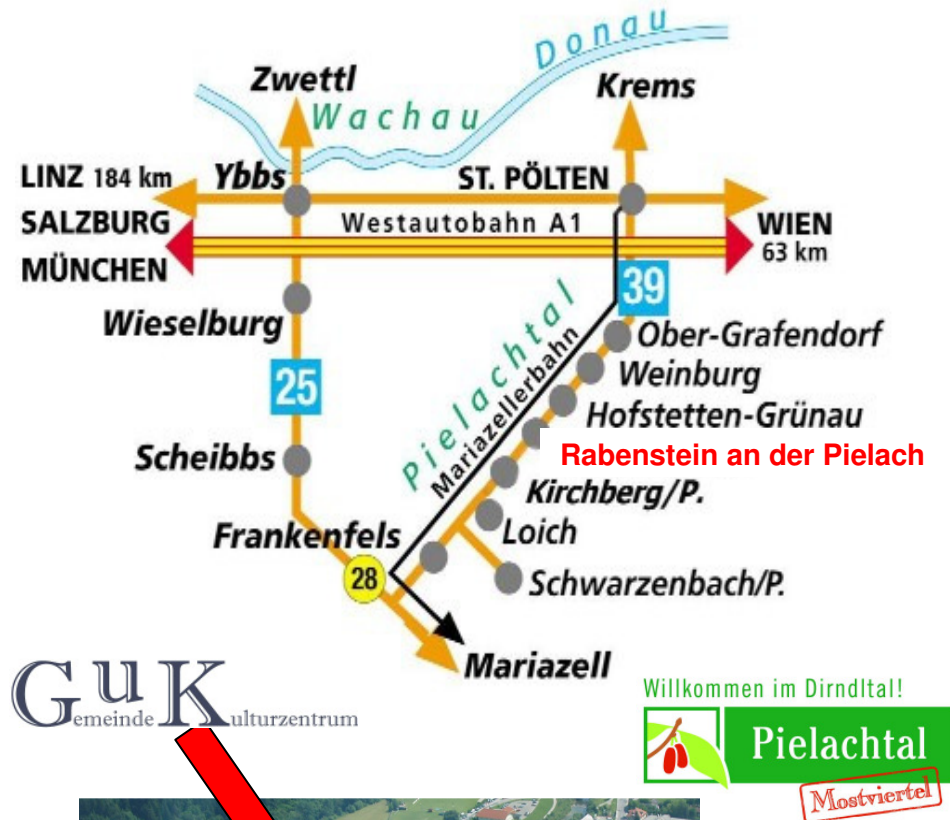 Donau
Zwettl
Krems
Wachau
LINZ 184 km
Ybbs
ST. PÖLTEN
SALZBURG
Westautobahn A1
WIEN
63 km
MÜNCHEN
39
Wieselburg
Pielachtal
Mariazellerbahn
Ober-Grafendorf
25
Weinburg
Hofstetten-Grünau
Scheibbs
Rabenstein an der Pielach
Kirchberg/P.
Frankenfels
Loich
28
Schwarzenbach/P.
Mariazell
GuK
Gemeinde Kulturzentrum
Willkommen im Dirndltal!
Pielachtal
Mostviertel